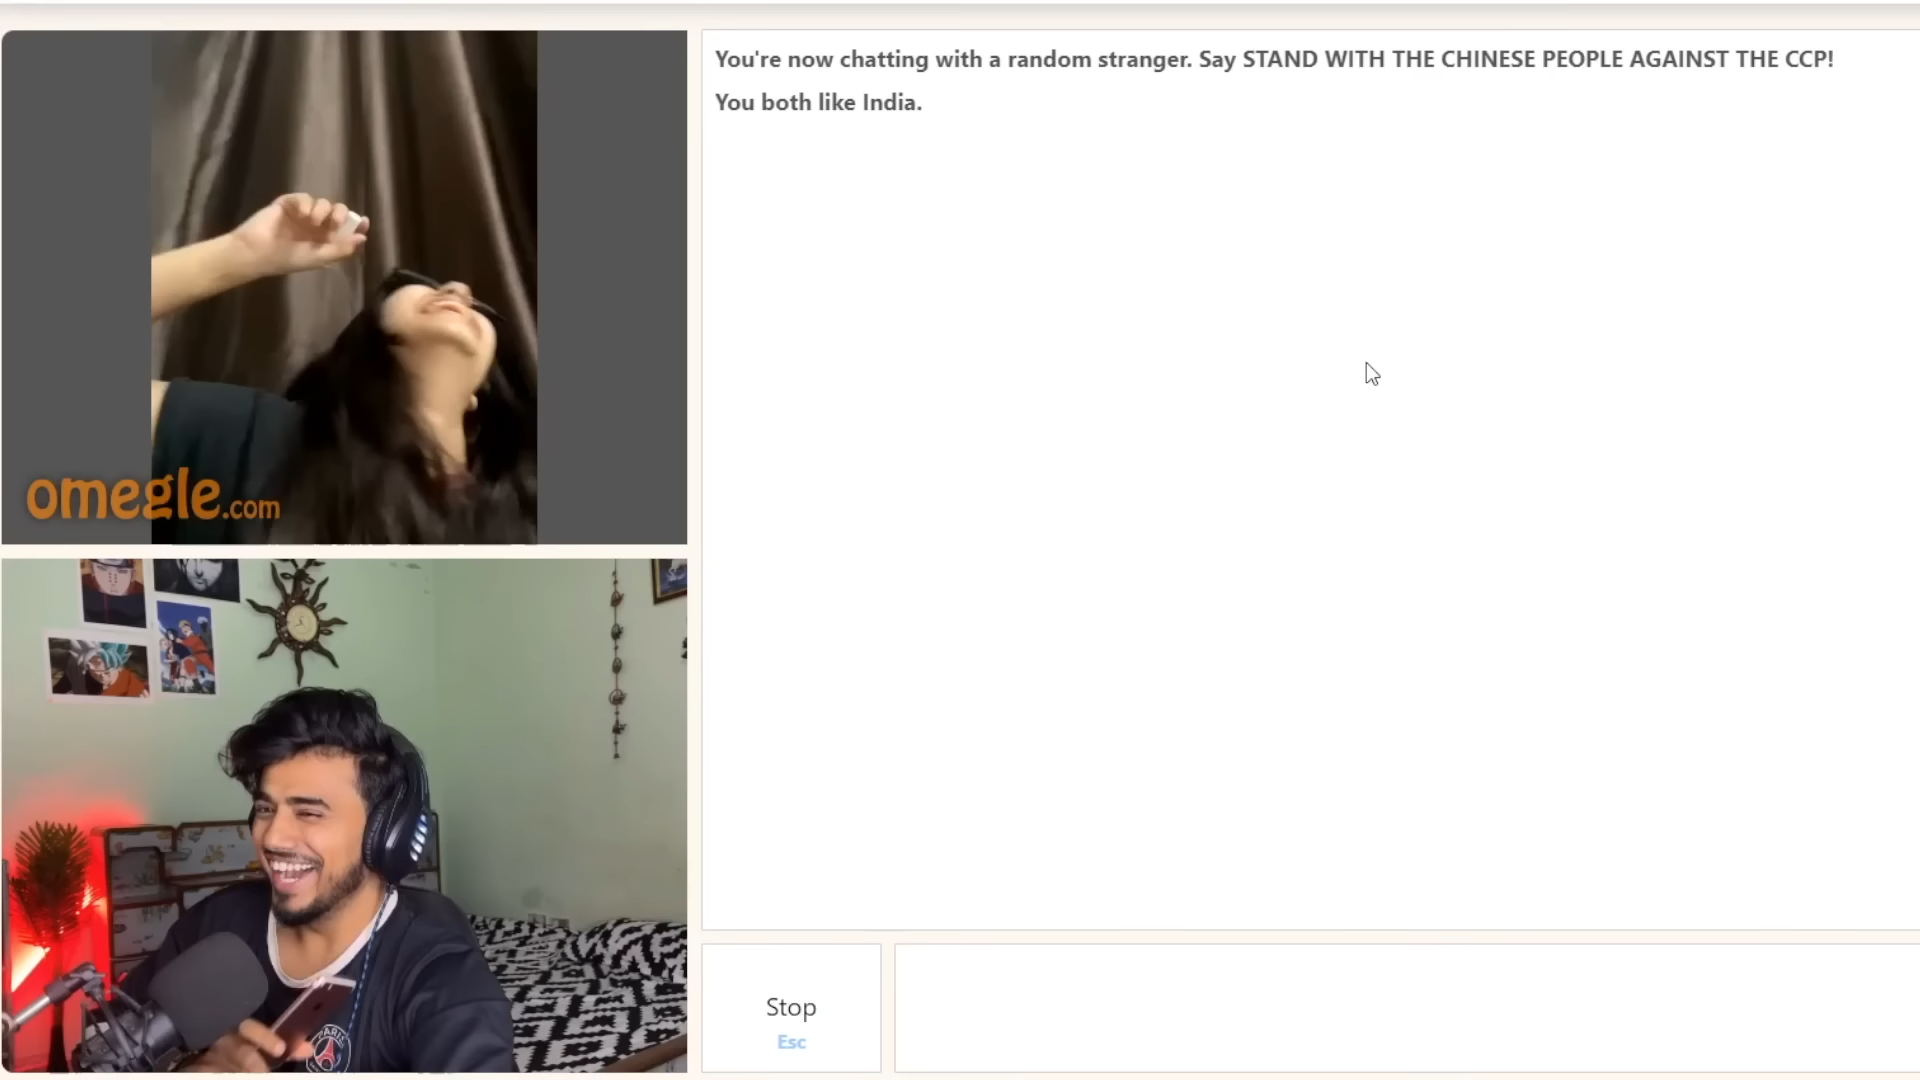 You're now chatting with a random stranger. Say STAND WITH THE CHINESE PEOPLE AGAINST THE CCP!
You both like India.
omegle.com
PARIS
Stop
Esc